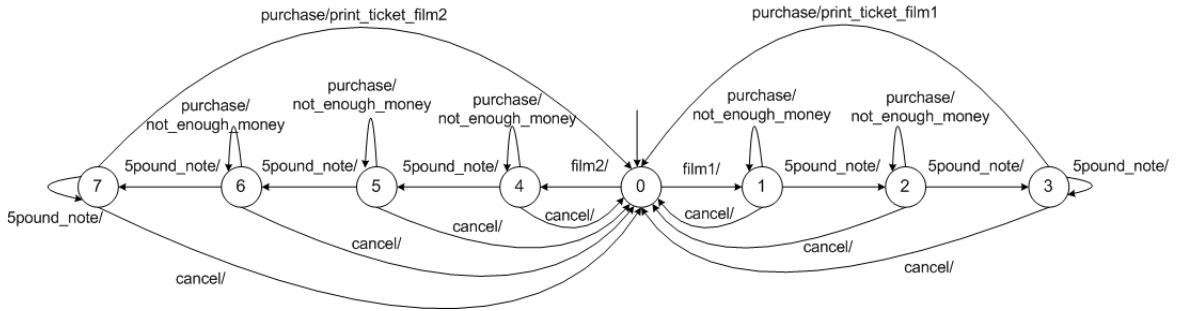 purchase/print_ticket_film2
purchase/print_ticket_film1
purchase/
not_enough_money
purchase/
not_enough_money
purchase/
not_enough_money
purchase/
not_enough_money
purchase/
not_enough_money
5pound_note/
5pound_note/
5pound_note/
film2/
film1/
5pound_note/
5pound_note/
5pound_note/
7
6
5
4
0
1
2
3
5pound_note/
cancel/
cancel/
cancel/
cancel/
cancel/
cancel/
cancel/